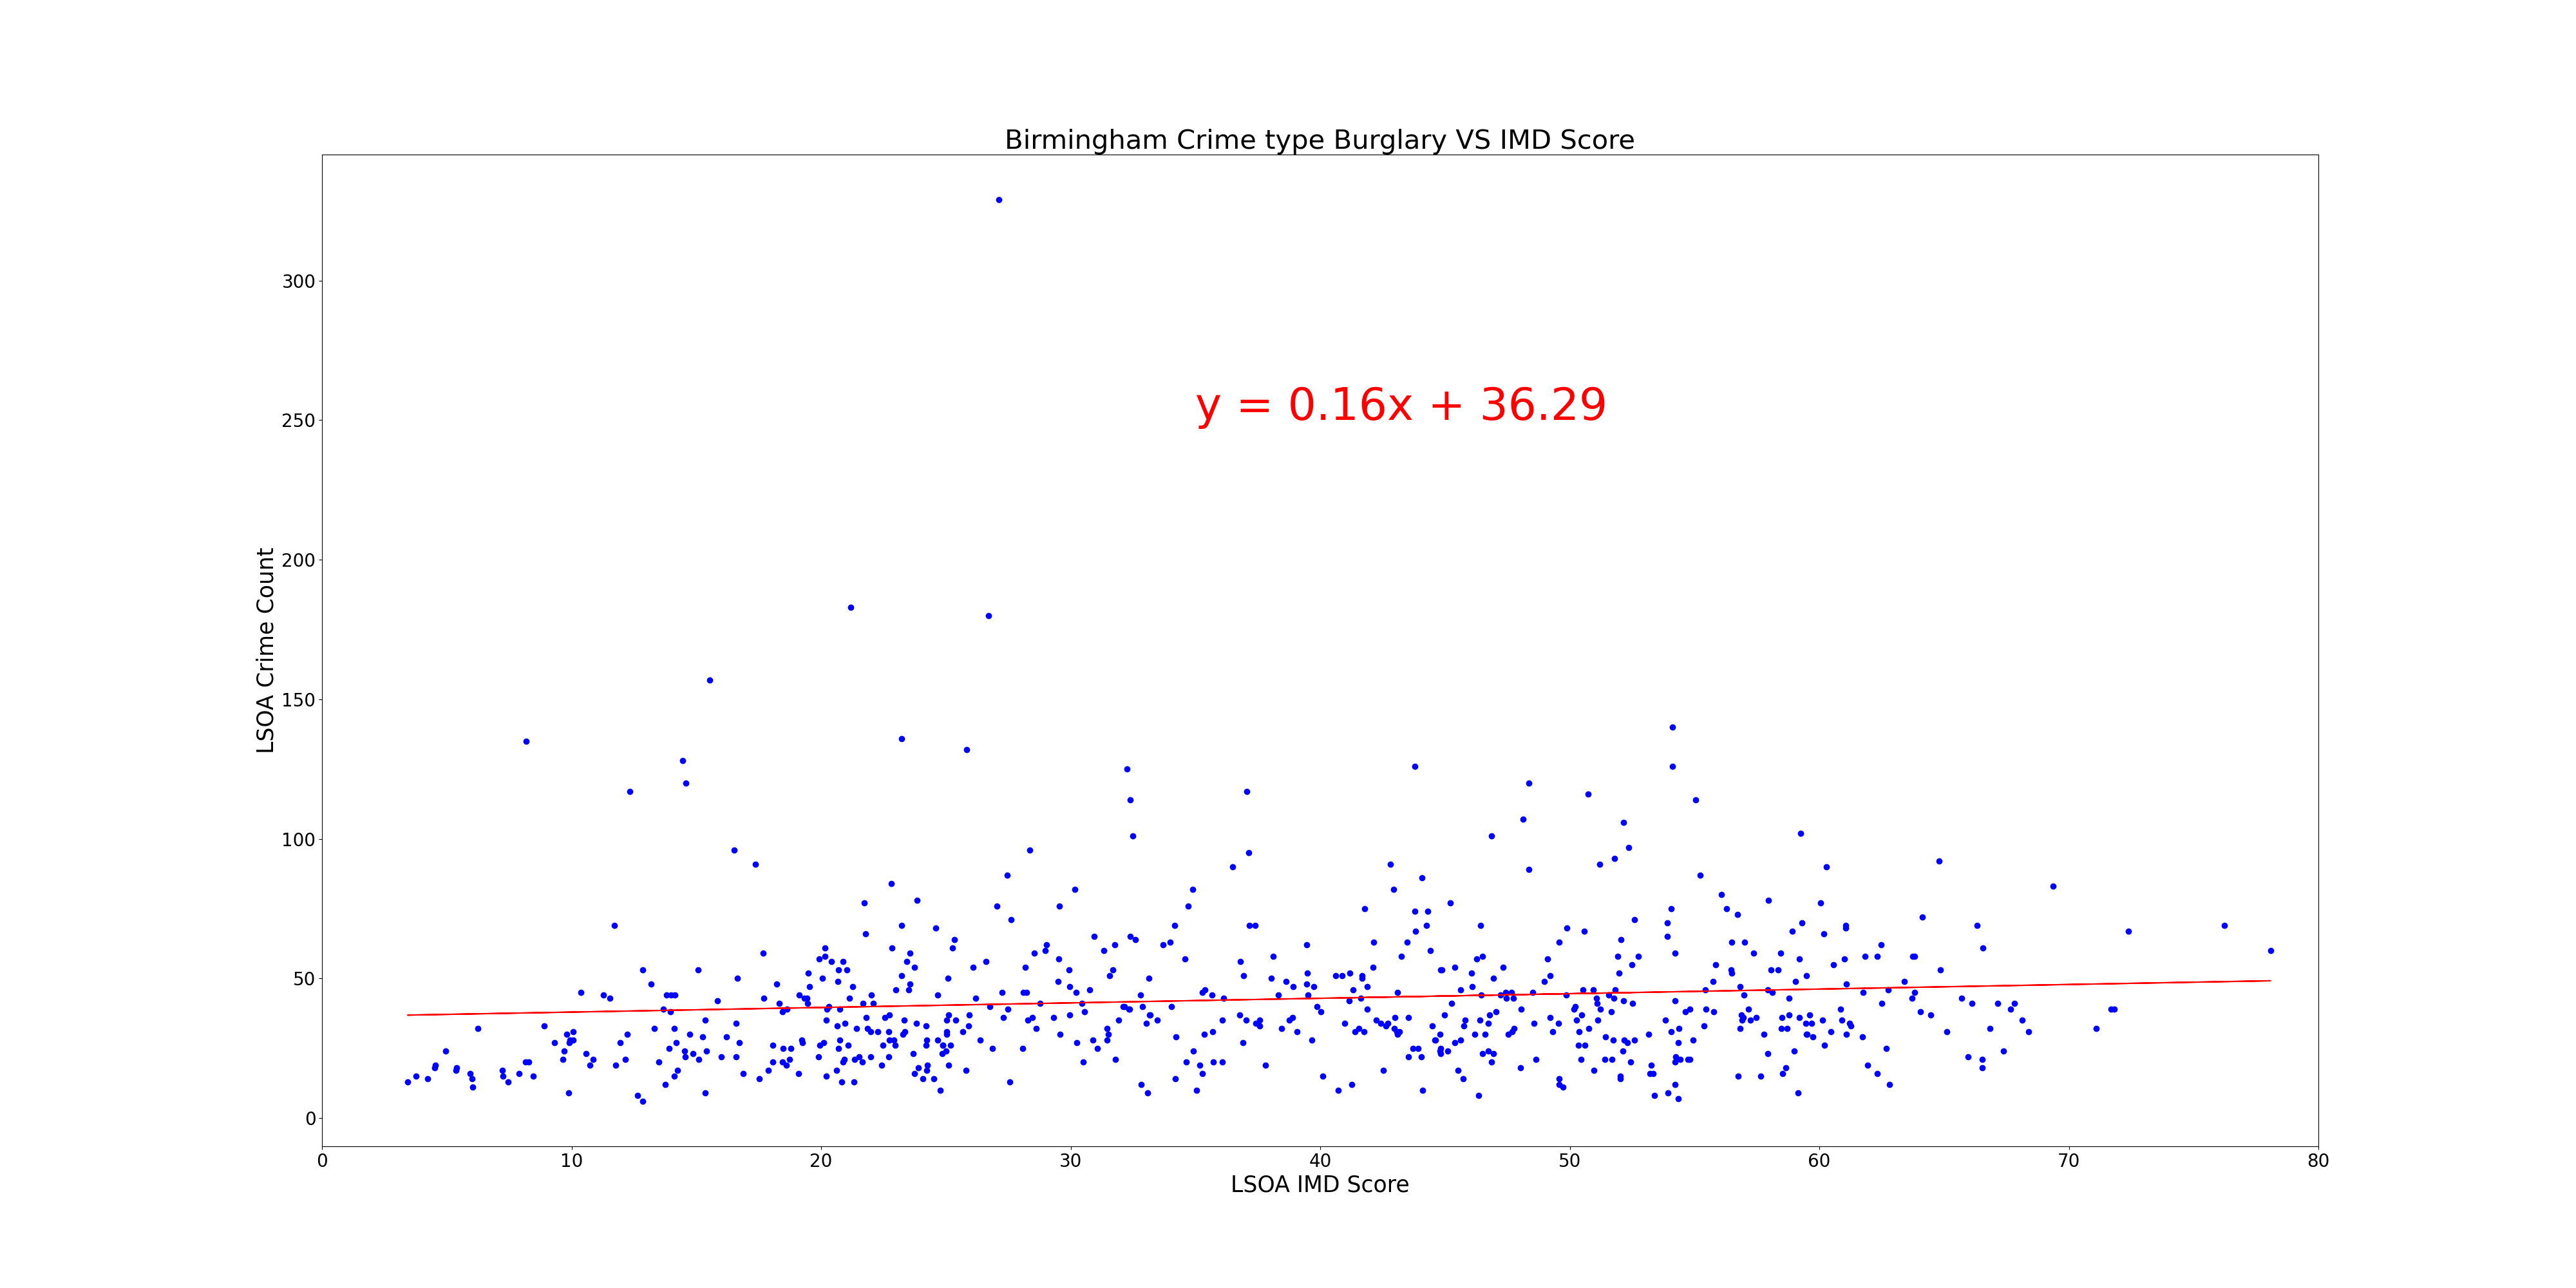 Birmingham Crime type Burglary VS IMD Score
300
y = 0.16x + 36.29
250
LSOA Crime Count
200
150
100
50
0
0 10 20 30 40 50 60 70 80
LSOA IMD Score